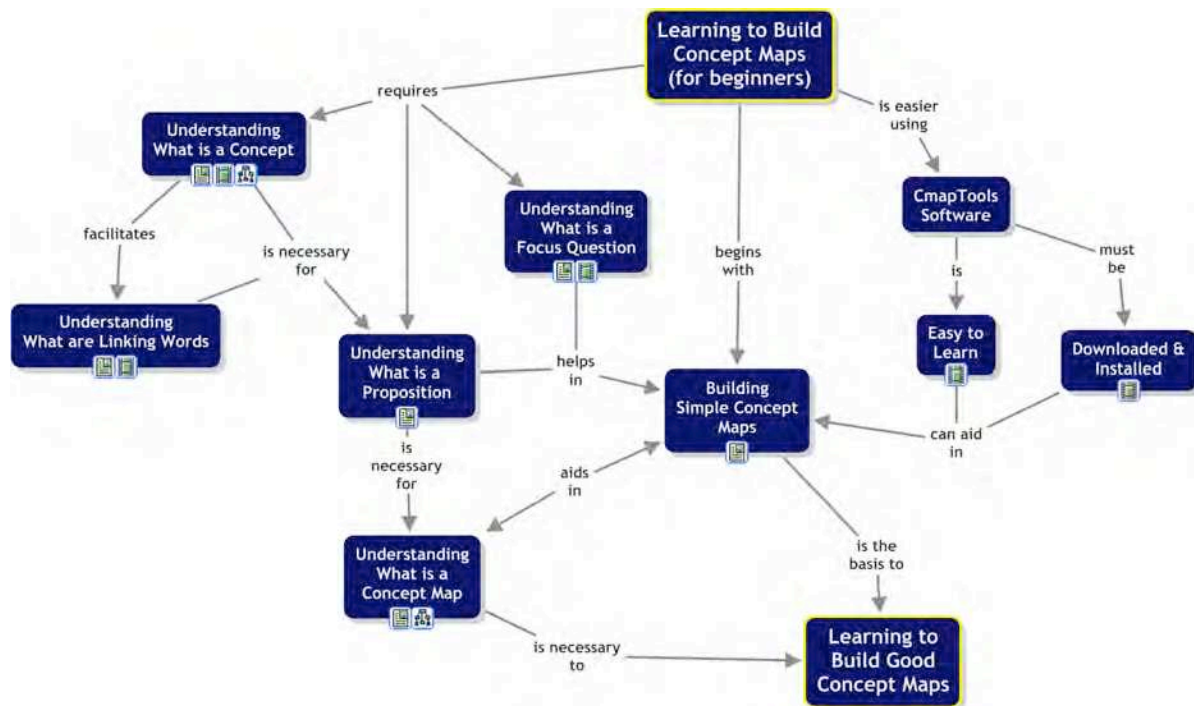 Learning to Build
Concept Maps
(for beginners)
requires
is easier
using
Understanding
What is a Concept
CmapTools
Software
Understanding
What is a
Focus Question
facilitates
is necessary
for
begins
with
is
must
be
Understanding
What are Linking Words
Easy to
Learn
Downloaded &
Installed
Understanding
What is a
Proposition
helps
in
Building
Simple Concept
Maps
can aid
in
is
necessary
for
aids
in
Understanding
What is a
Concept Map
is the
basis to
is necessary
to
Learning to
Build Good
Concept Maps